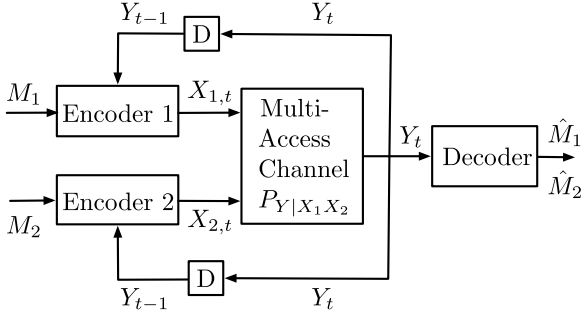 Y_{t-1} D Y_t
M_1 Encoder 1 X_{1,t}
Multi-
Access
Channel
P_{Y|X_1X_2}
Y_t Decoder \hat{M}_1
\hat{M}_2
M_2 Encoder 2 X_{2,t}
Y_{t-1} D Y_t